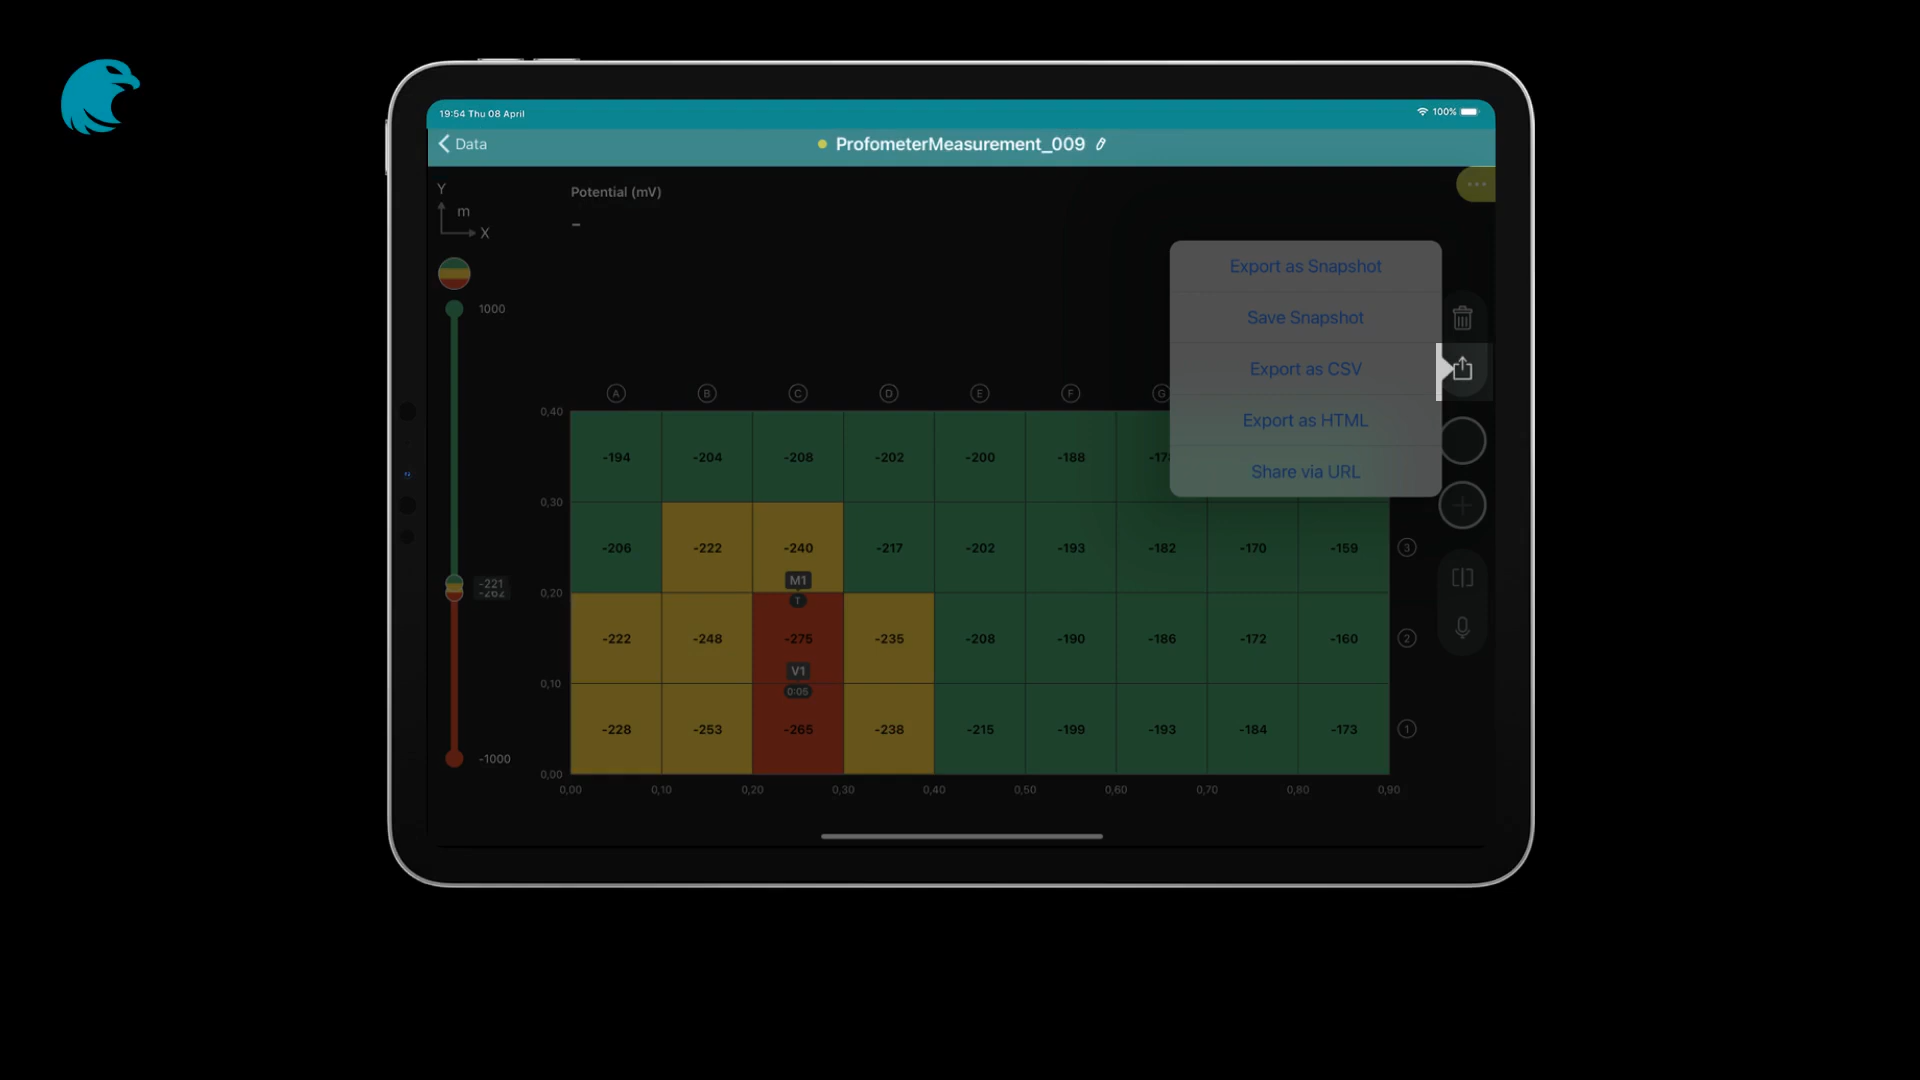 19:54 Thu 08 April
100%
Data
ProfometerMeasurement_009
Y
m
X
Potential (mV)
–
1000
-221
-262
-1000
Export as Snapshot
Save Snapshot
Export as CSV
Export as HTML
Share via URL
A B C D E F G
0,40
-194 -204 -208 -202 -200 -188
0,30
-206 -222 -240 -217 -202 -193 -182 -170 -159 3
M1
T
0,20
-222 -248 -275 -235 -208 -190 -186 -172 -160 2
V1
0:05
0,10
-228 -253 -265 -238 -215 -199 -193 -184 -173 1
0,00
0,00 0,10 0,20 0,30 0,40 0,50 0,60 0,70 0,80 0,90